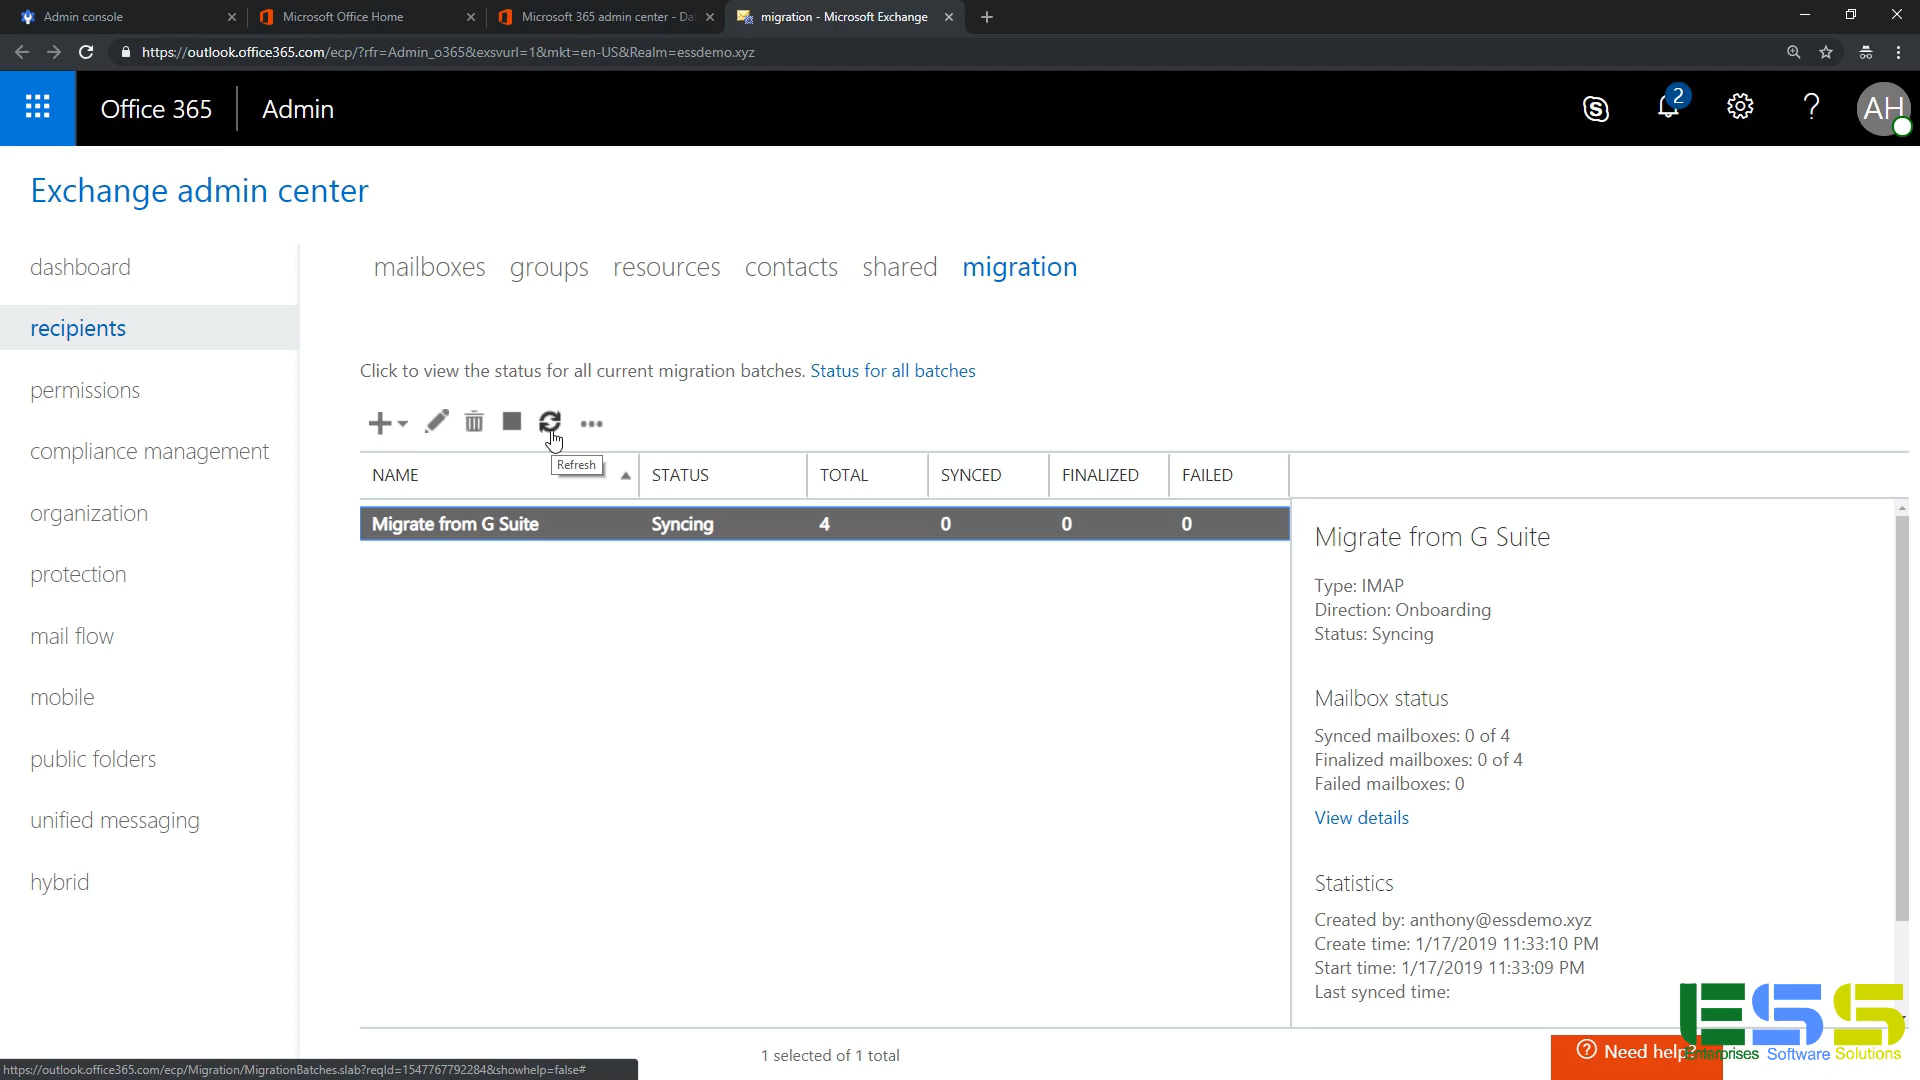 Admin console
Microsoft Office Home
Microsoft 365 admin center - Da
migration - Microsoft Exchange
https://outlook.office365.com/ecp/?rfr=Admin_o365&exsvurl=1&mkt=en-US&Realm=essdemo.xyz
Office 365
Admin
2
AH
Exchange admin center
dashboard
recipients
permissions
compliance management
organization
protection
mail flow
mobile
public folders
unified messaging
hybrid
mailboxes groups resources contacts shared migration
Click to view the status for all current migration batches. Status for all batches
Refresh
NAME STATUS TOTAL SYNCED FINALIZED FAILED
Migrate from G Suite Syncing 4 0 0 0
Migrate from G Suite
Type: IMAP
Direction: Onboarding
Status: Syncing
Mailbox status
Synced mailboxes: 0 of 4
Finalized mailboxes: 0 of 4
Failed mailboxes: 0
View details
Statistics
Created by: anthony@essdemo.xyz
Create time: 1/17/2019 11:33:10 PM
Start time: 1/17/2019 11:33:09 PM
Last synced time:
1 selected of 1 total
Need help?
ESS
Enterprises Software Solutions
https://outlook.office365.com/ecp/Migration/MigrationBatches.slab?reqId=1547767792284&showhelp=false#